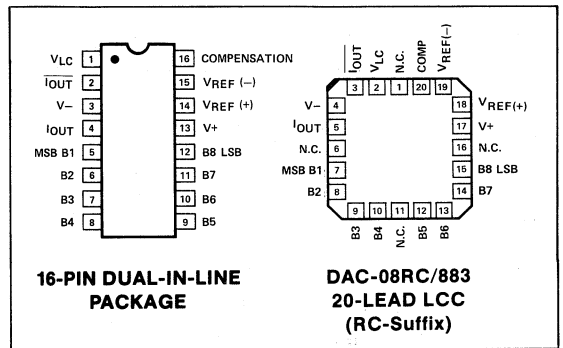 VLC 1
IOUT 2
V– 3
IOUT 4
MSB B1 5
B2 6
B3 7
B4 8
16 COMPENSATION
15 VREF (–)
14 VREF (+)
13 V+
12 B8 LSB
11 B7
10 B6
9 B5
16-PIN DUAL-IN-LINE
PACKAGE
IOUT
VLC
N.C.
COMP
VREF(–)
3 2 1 20 19
V– 4
IOUT 5
N.C. 6
MSB B1 7
B2 8
18 VREF(+)
17 V+
16 N.C.
15 B8 LSB
14 B7
9 10 11 12 13
B3
B4
N.C.
B5
B6
DAC-08RC/883
20-LEAD LCC
(RC-Suffix)